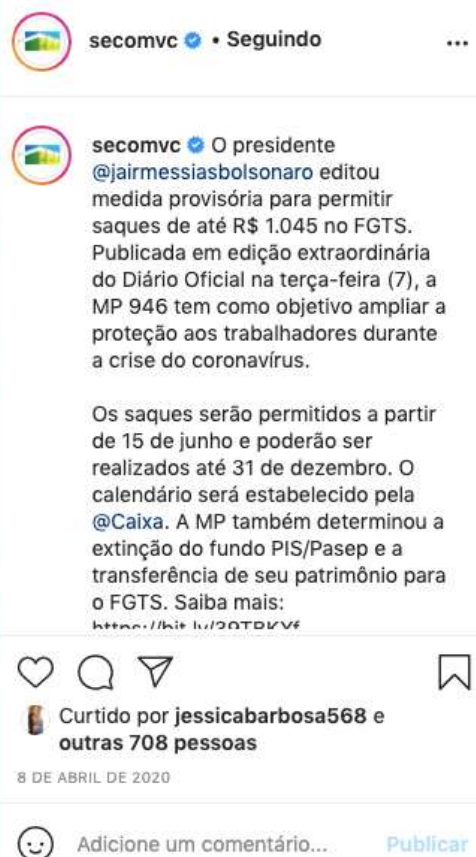 secomvc • Seguindo
...
secomvc O presidente
@jairmessiasbolsonaro editou
medida provisória para permitir
saques de até R$ 1.045 no FGTS.
Publicada em edição extraordinária
do Diário Oficial na terça-feira (7), a
MP 946 tem como objetivo ampliar a
proteção aos trabalhadores durante
a crise do coronavírus.
Os saques serão permitidos a partir
de 15 de junho e poderão ser
realizados até 31 de dezembro. O
calendário será estabelecido pela
@Caixa. A MP também determinou a
extinção do fundo PIS/Pasep e a
transferência de seu patrimônio para
o FGTS. Saiba mais:
Curtido por jessicabarbosa568 e
outras 708 pessoas
8 DE ABRIL DE 2020
Adicione um comentário... Publicar